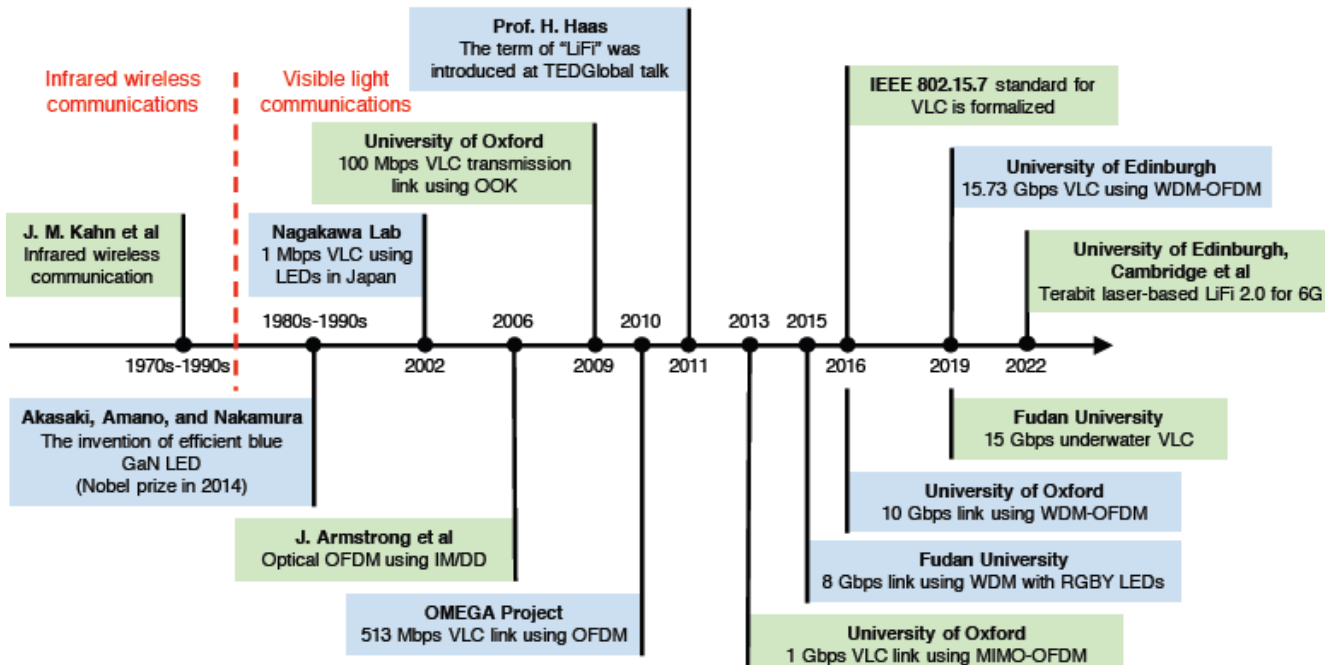 Infrared wireless
communications
Visible light
communications
Prof. H. Haas
The term of "LiFi" was
introduced at TEDGlobal talk
IEEE 802.15.7 standard for
VLC is formalized
University of Oxford
100 Mbps VLC transmission
link using OOK
University of Edinburgh
15.73 Gbps VLC using WDM-OFDM
J. M. Kahn et al
Infrared wireless
communication
Nagakawa Lab
1 Mbps VLC using
LEDs in Japan
University of Edinburgh,
Cambridge et al
Terabit laser-based LiFi 2.0 for 6G
1980s-1990s
2006
2010
2013
2015
1970s-1990s
2002
2009
2011
2016
2019
2022
Akasaki, Amano, and Nakamura
The invention of efficient blue
GaN LED
(Nobel prize in 2014)
Fudan University
15 Gbps underwater VLC
University of Oxford
10 Gbps link using WDM-OFDM
J. Armstrong et al
Optical OFDM using IM/DD
Fudan University
8 Gbps link using WDM with RGBY LEDs
OMEGA Project
513 Mbps VLC link using OFDM
University of Oxford
1 Gbps VLC link using MIMO-OFDM